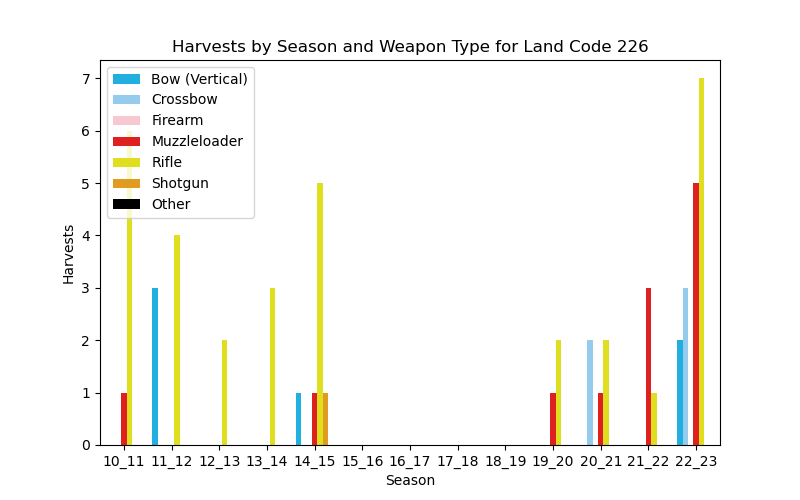 Harvests by Season and Weapon Type for Land Code 226
7
6
5
4
3
2
1
0
Harvests
Bow (Vertical)
Crossbow
Firearm
Muzzleloader
Rifle
Shotgun
Other
10_11 11_12 12_13 13_14 14_15 15_16 16_17 17_18 18_19 19_20 20_21 21_22 22_23
Season